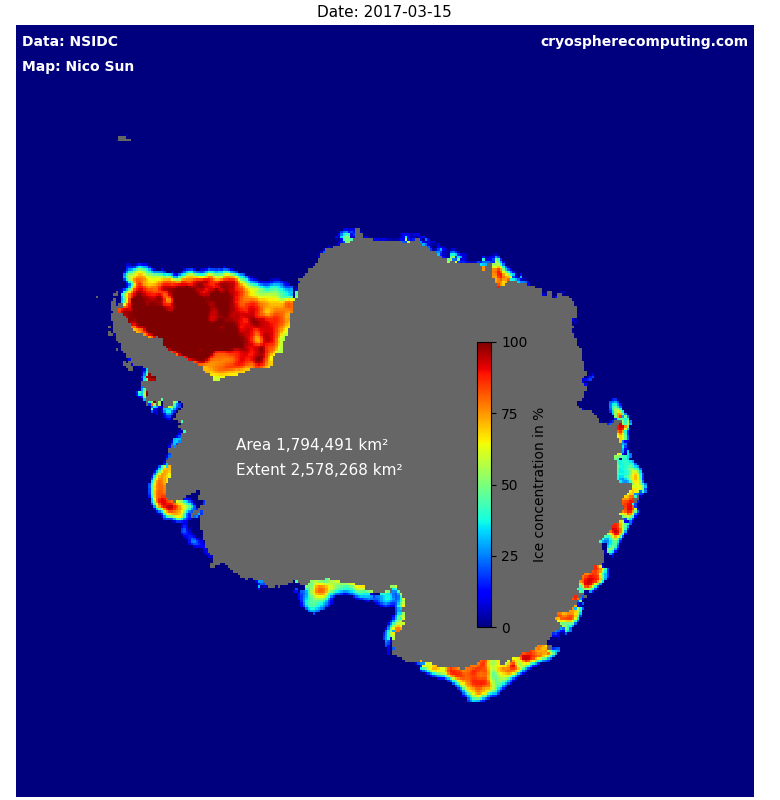 Date: 2017-03-15
Data: NSIDC
cryospherecomputing.com
Map: Nico Sun
100
75
50
25
0
Ice concentration in %
Area 1,794,491 km²
Extent 2,578,268 km²